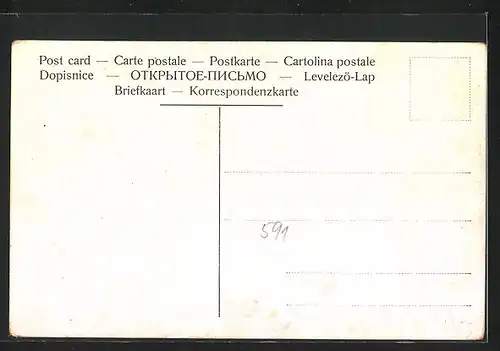 Post card — Carte postale — Postkarte — Cartolina postale
Dopisnice — ОТКРЫТОЕ-ПИСЬМО — Levelezö-Lap
Briefkaart — Korrespondenzkarte
591